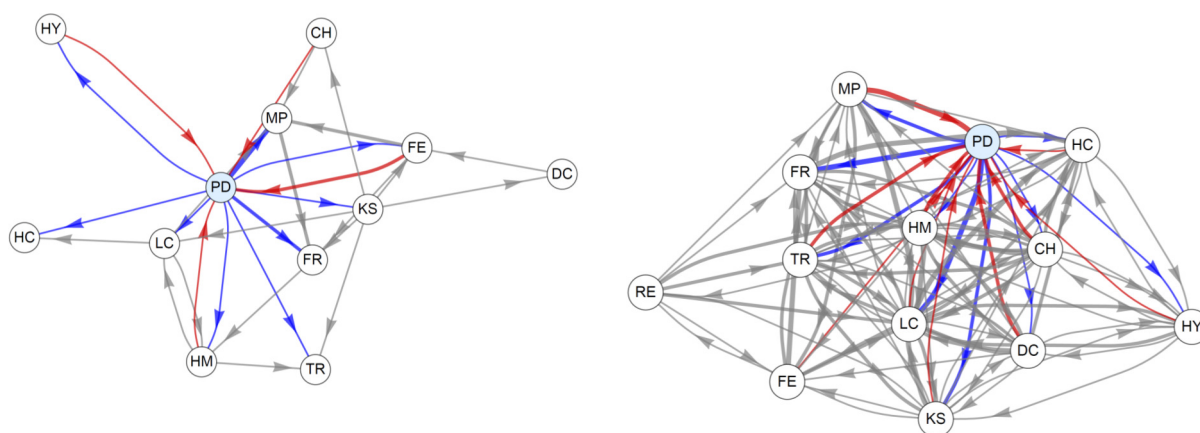 HY
CH
MP
FE
DC
PD
KS
HC
LC
FR
HM
TR
MP
PD
HC
FR
HM
CH
TR
RE
LC
HY
DC
FE
KS